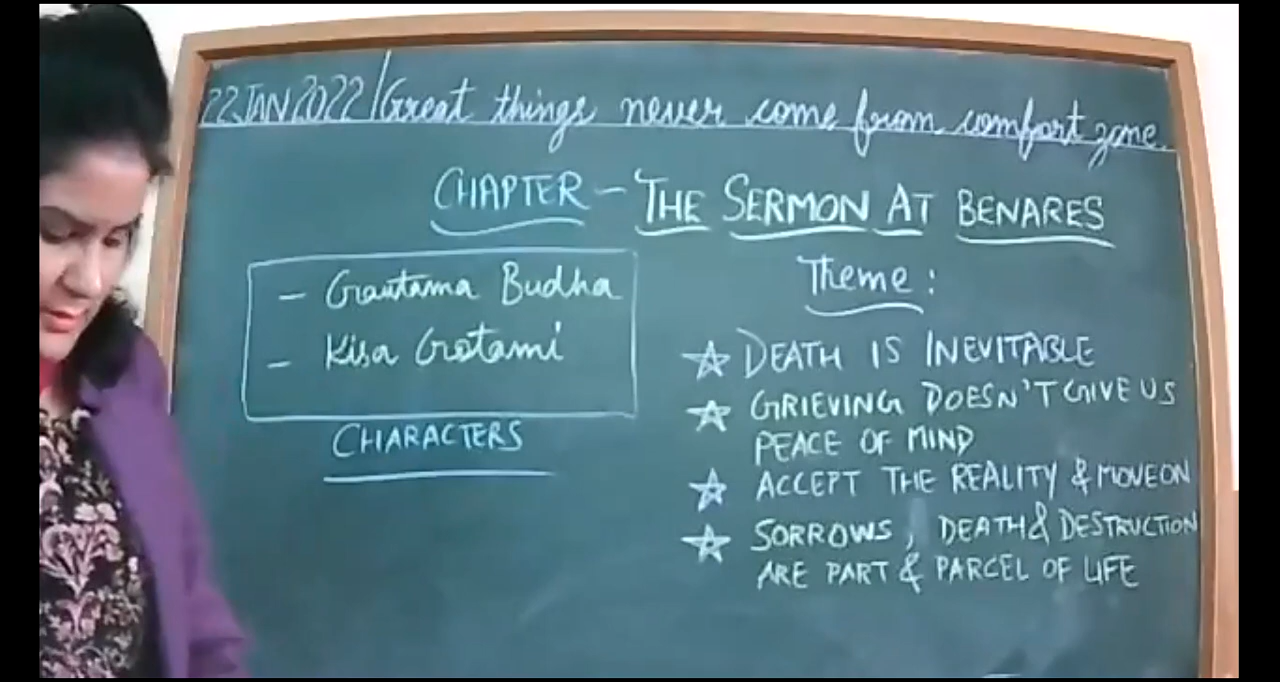 22 JAN 2022 / Great things never come from comfort zone.
CHAPTER - THE SERMON AT BENARES
- Gautama Budha
- Kisa Gotami
CHARACTERS
Theme :
☆ DEATH IS INEVITABLE
☆ GRIEVING DOESN'T GIVE US
PEACE OF MIND
☆ ACCEPT THE REALITY & MOVE ON
☆ SORROWS, DEATH & DESTRUCTION
ARE PART & PARCEL OF LIFE